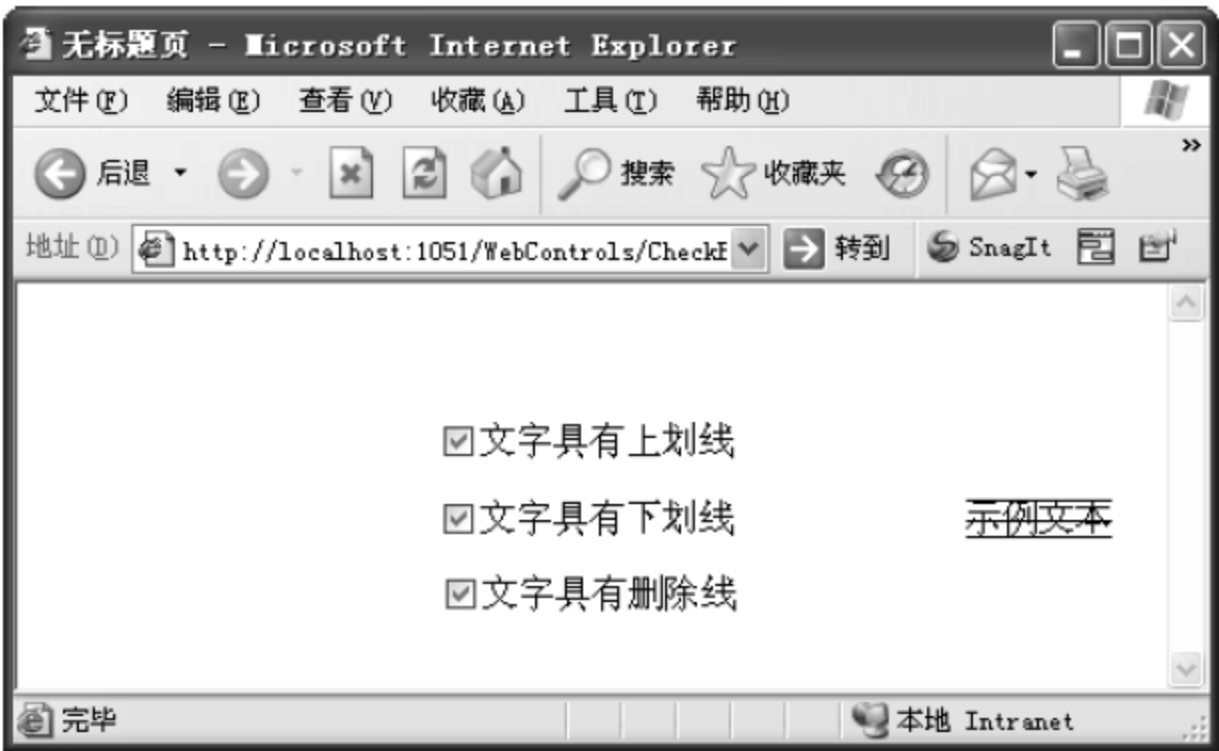 无标题页 - Microsoft Internet Explorer
文件(F) 编辑(E) 查看(V) 收藏(A) 工具(T) 帮助(H)
后退 搜索 收藏夹 »
地址(D) http://localhost:1051/WebControls/CheckB 转到 SnagIt
文字具有上划线
文字具有下划线 示例文本
文字具有删除线
完毕 本地 Intranet